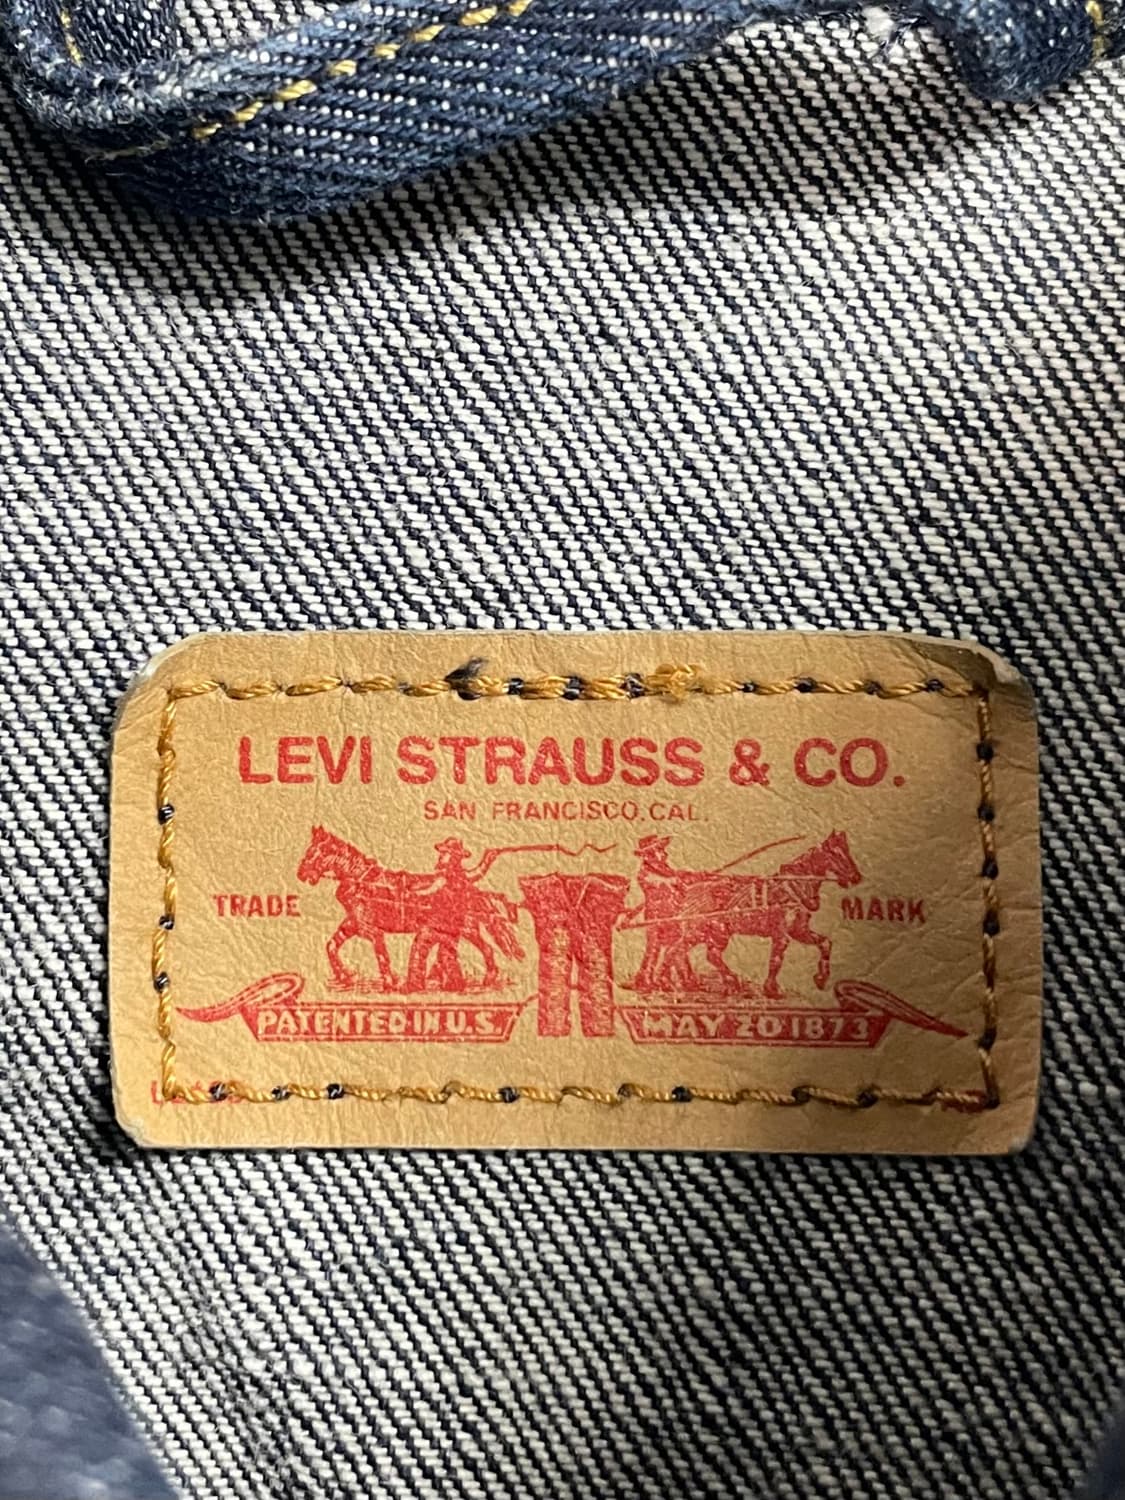 LEVI STRAUSS & CO.
SAN FRANCISCO, CAL.
TRADE MARK
PATENTED IN U.S. MAY 20 1873